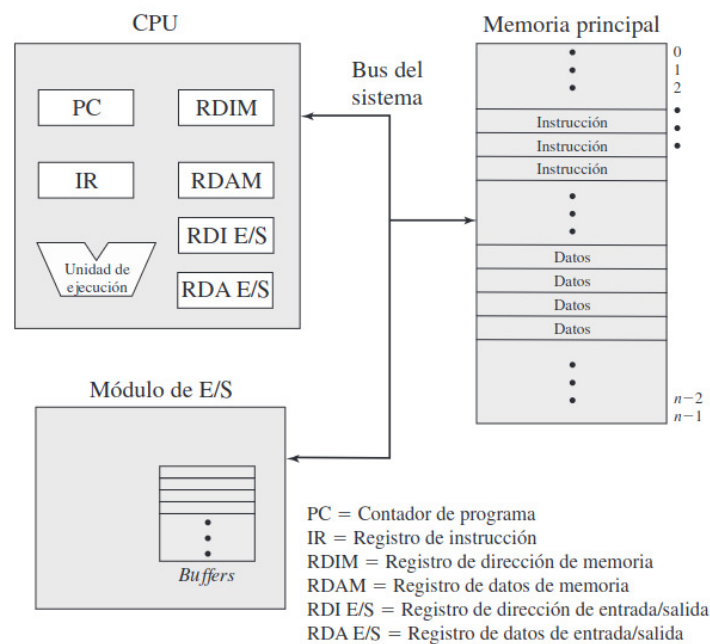 CPU
PC
RDIM
IR
RDAM
RDI E/S
Unidad de
ejecución
RDA E/S
Bus del
sistema
Memoria principal
0
1
2
Instrucción
Instrucción
Instrucción
Datos
Datos
Datos
Datos
n−2
n−1
Módulo de E/S
Buffers
PC = Contador de programa
IR = Registro de instrucción
RDIM = Registro de dirección de memoria
RDAM = Registro de datos de memoria
RDI E/S = Registro de dirección de entrada/salida
RDA E/S = Registro de datos de entrada/salida